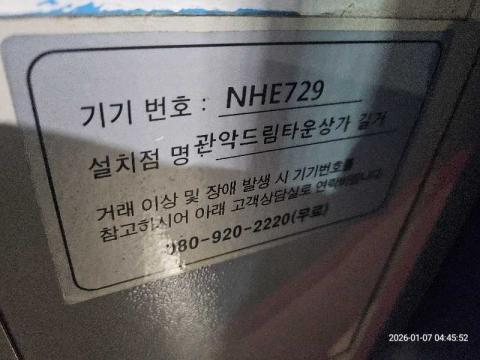 기기 번호 : NHE729
설치점 명 : 관악드림타운상가 길거
거래 이상 및 장애 발생 시 기기번호를
참고하시어 아래 고객상담실로 연락바랍니다
080-920-2220(무료)
2026-01-07 04:45:52